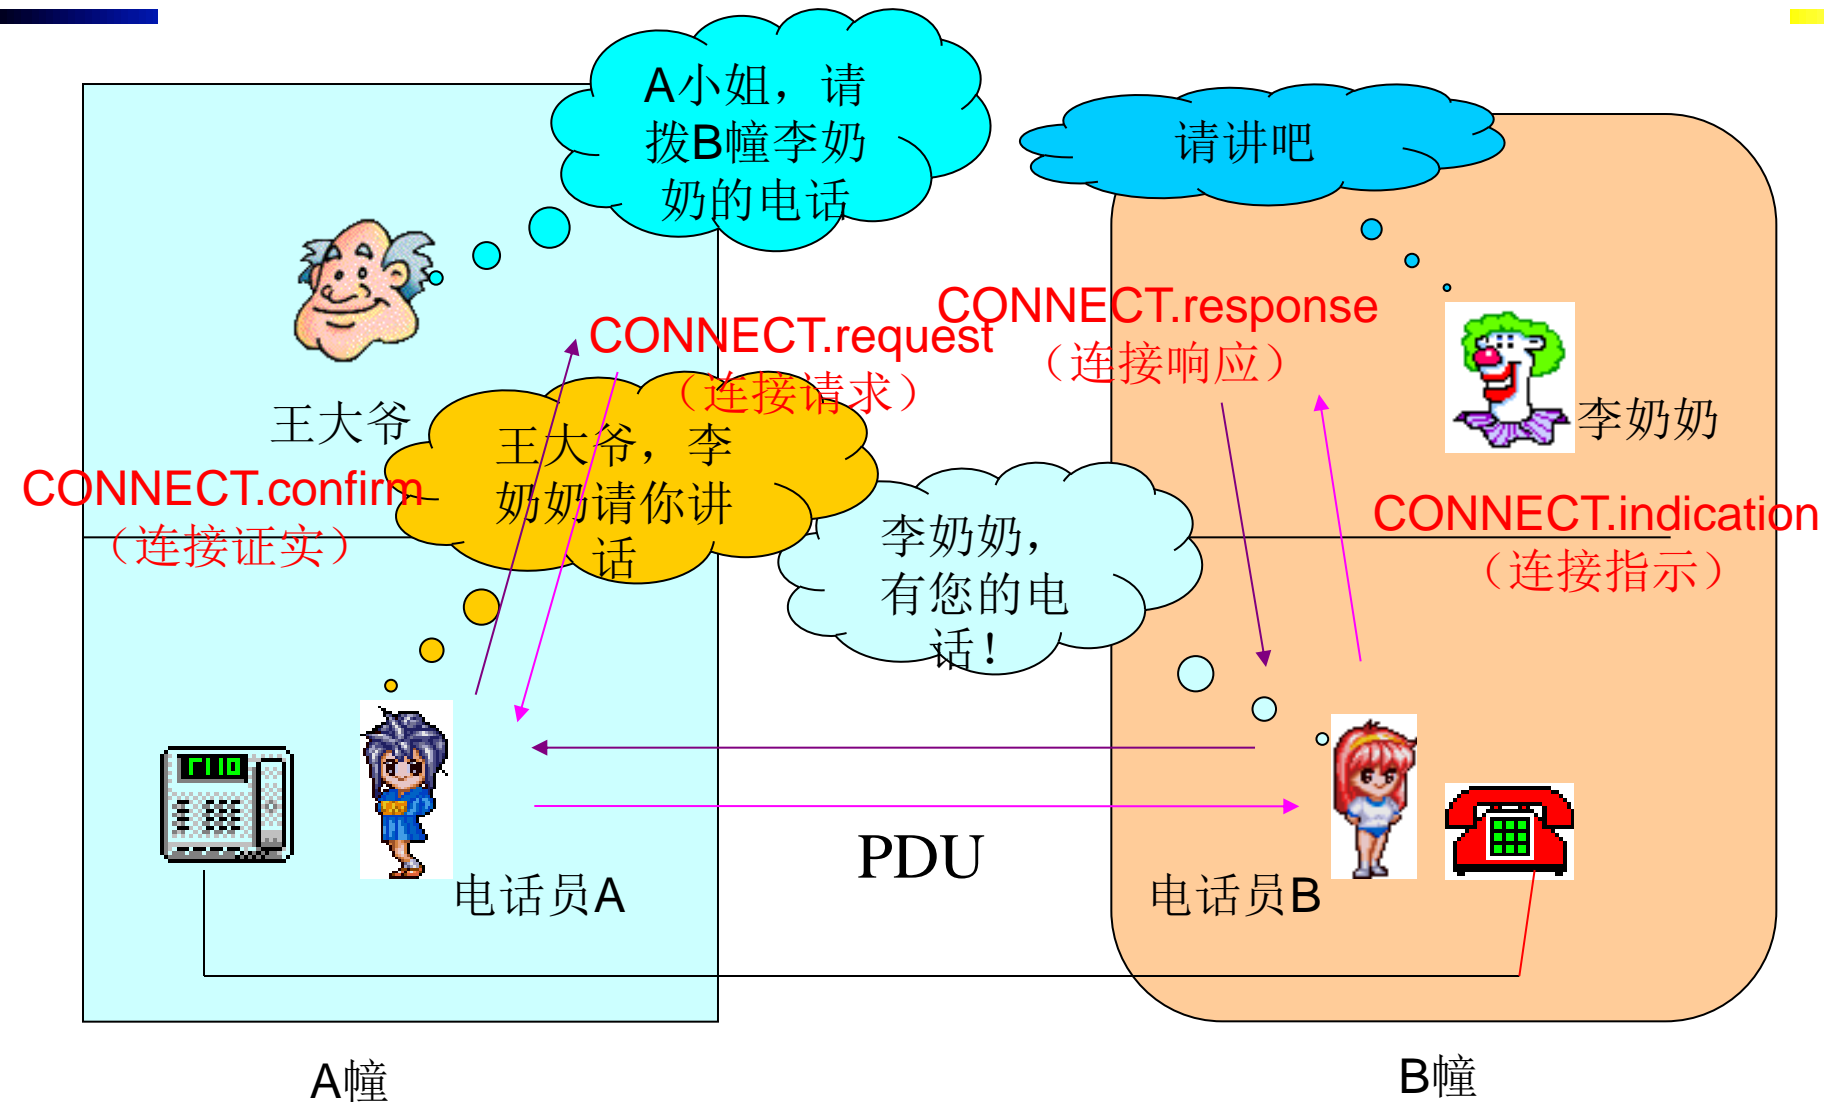 A小姐，请
拨B幢李奶
奶的电话
请讲吧
CONNECT.request
（连接请求）
CONNECT.response
（连接响应）
王大爷
李奶奶
CONNECT.confirm
（连接证实）
王大爷，李
奶奶请你讲
话
李奶奶，
有您的电
话！
CONNECT.indication
（连接指示）
PDU
电话员A
电话员B
A幢
B幢